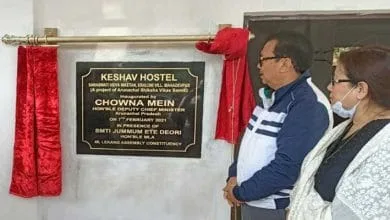 KESHAV HOSTEL
(A project of Arunachal Shiksha Vikas Samiti)
Inaugurated by
CHOWNA MEIN
HON'BLE DEPUTY CHIEF MINISTER
Arunachal Pradesh
ON 7TH FEBRUARY 2021
IN PRESENCE OF
SMTI JUMMUM ETE DEORI
HON'BLE MLA
LEKANG ASSEMBLY CONSTITUENCY